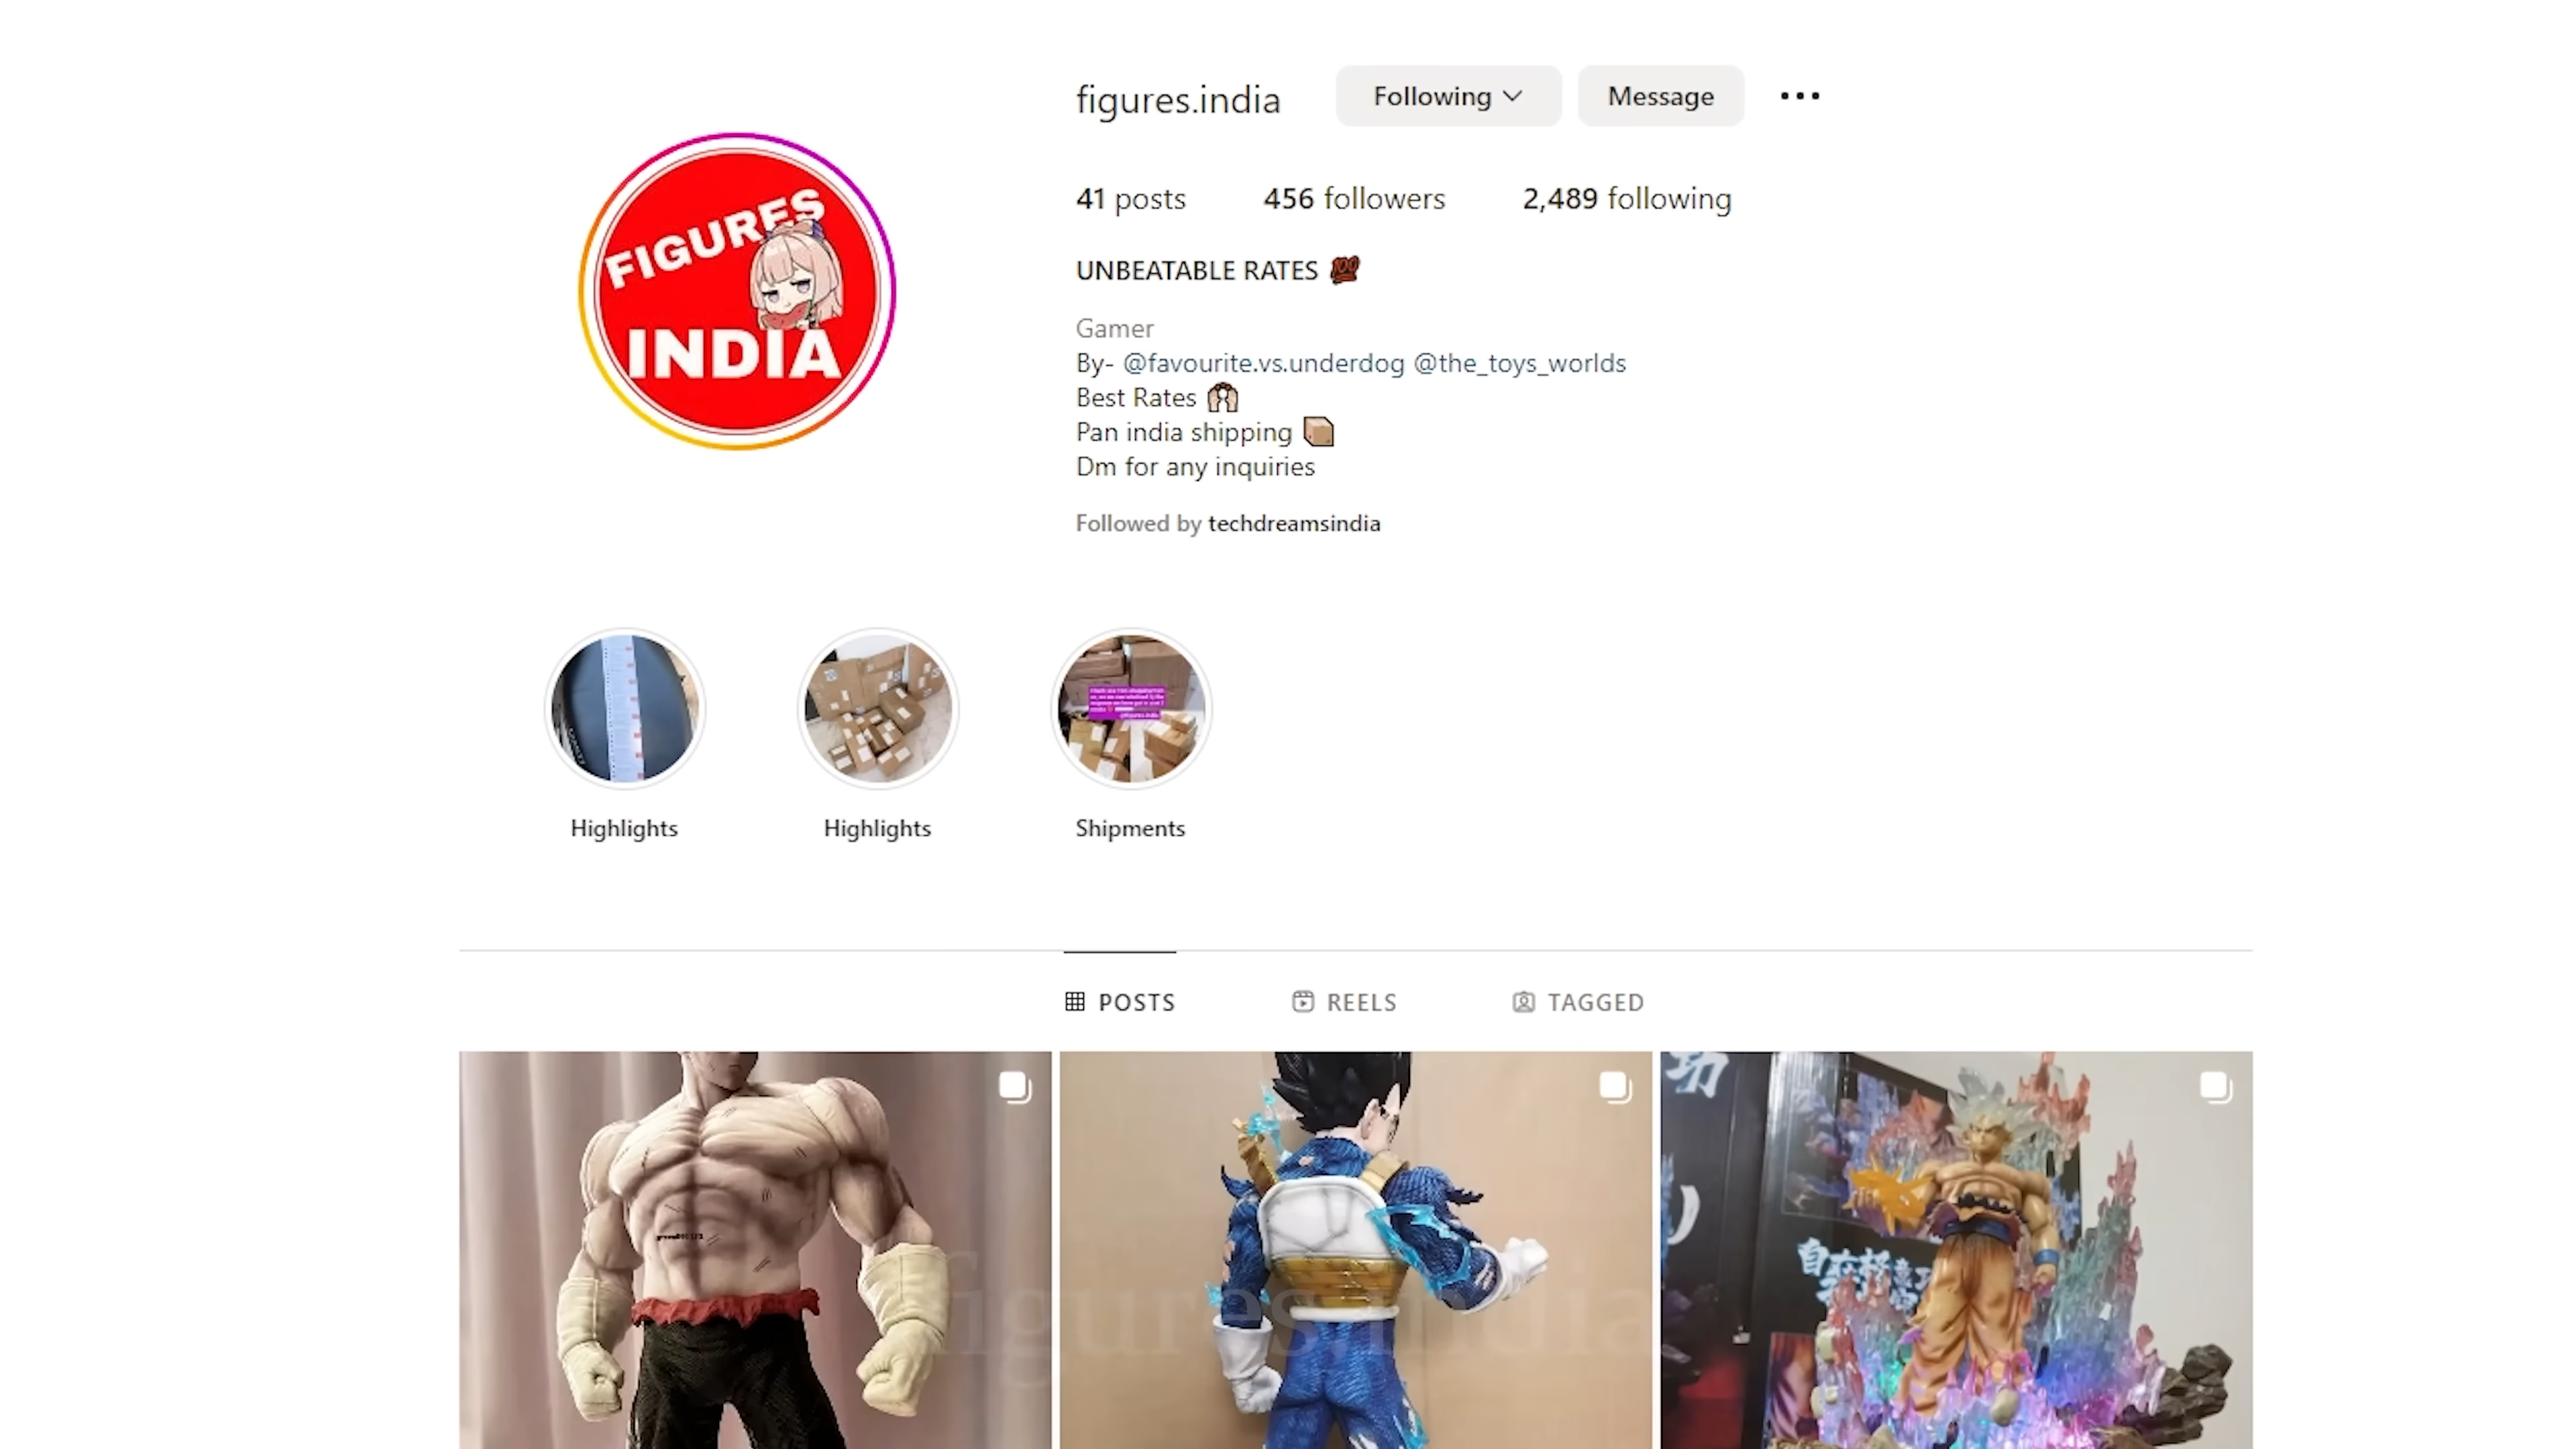 figures.india
Following
Message
41 posts
456 followers
2,489 following
UNBEATABLE RATES 💯
Gamer
By- @favourite.vs.underdog @the_toys_worlds
Best Rates 🙌
Pan india shipping 📦
Dm for any inquiries
Followed by techdreamsindia
FIGURES
INDIA
Highlights
Highlights
Shipments
POSTS
REELS
TAGGED
figures.india